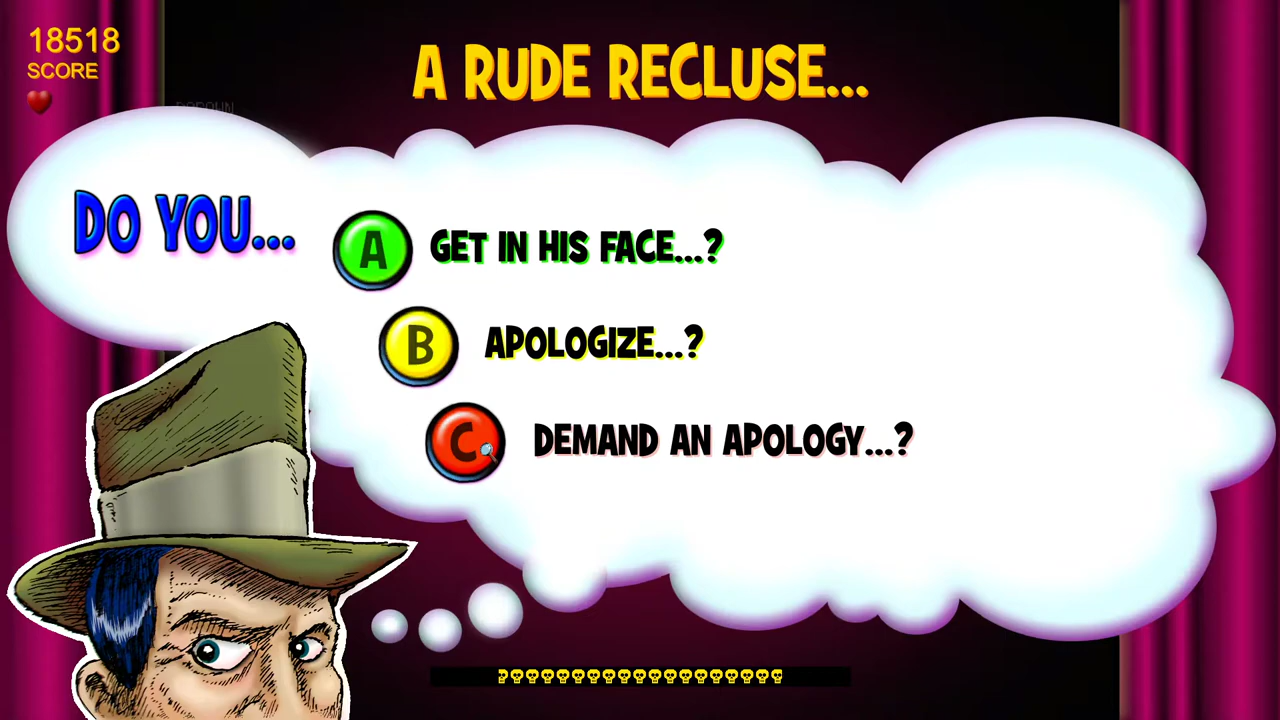 18518
SCORE
A RUDE RECLUSE...
DO YOU...
A GET IN HIS FACE...?
B APOLOGIZE...?
C DEMAND AN APOLOGY...?